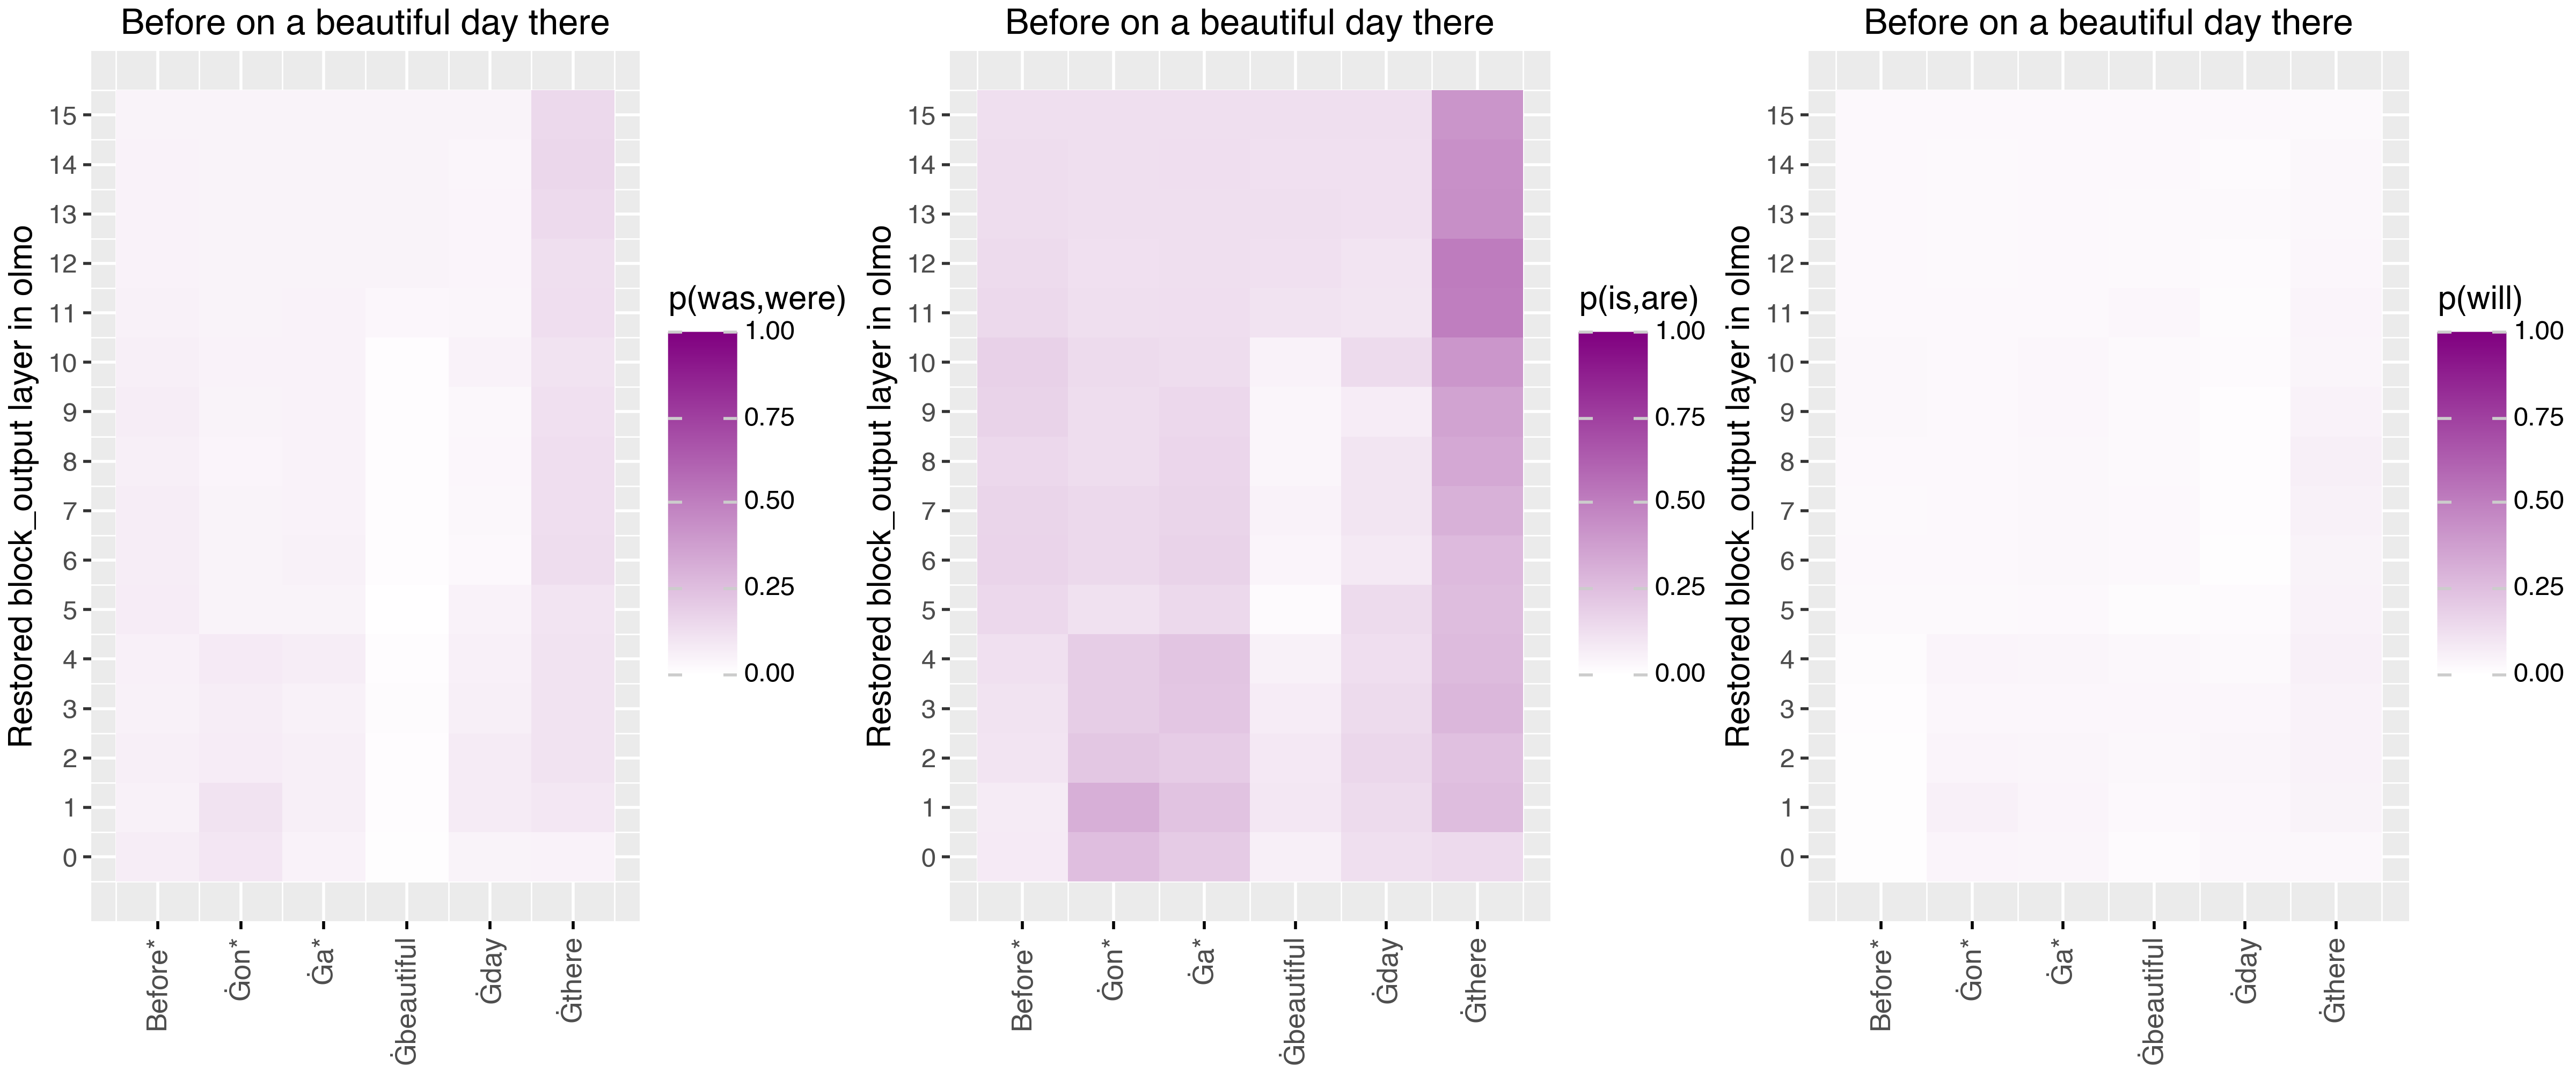 Before on a beautiful day there
Restored block_output layer in olmo
15
14
13
12
11
10
9
8
7
6
5
4
3
2
1
0
Before*
Ġon*
Ġa*
Ġbeautiful
Ġday
Ġthere
p(was,were)
1.00
0.75
0.50
0.25
0.00
Before on a beautiful day there
Restored block_output layer in olmo
15
14
13
12
11
10
9
8
7
6
5
4
3
2
1
0
Before*
Ġon*
Ġa*
Ġbeautiful
Ġday
Ġthere
p(is,are)
1.00
0.75
0.50
0.25
0.00
Before on a beautiful day there
Restored block_output layer in olmo
15
14
13
12
11
10
9
8
7
6
5
4
3
2
1
0
Before*
Ġon*
Ġa*
Ġbeautiful
Ġday
Ġthere
p(will)
1.00
0.75
0.50
0.25
0.00